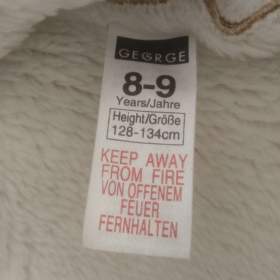 GEORGE
8-9
Years/Jahre
Height/Größe
128-134cm
KEEP AWAY
FROM FIRE
VON OFFENEM
FEUER
FERNHALTEN